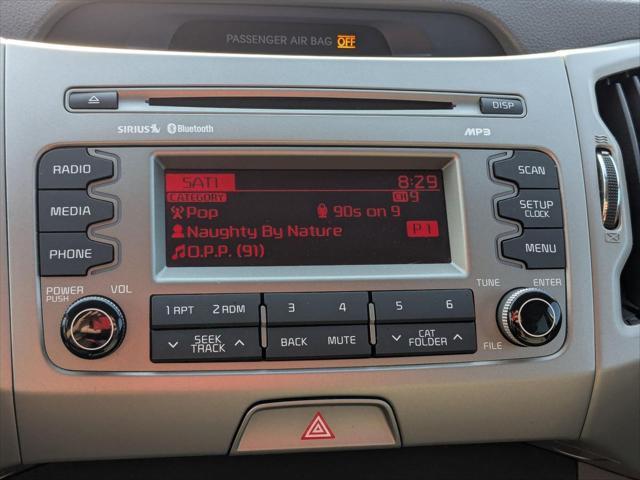 PASSENGER AIR BAG OFF
DISP
SIRIUS Bluetooth
MP3
RADIO
MEDIA
PHONE
SAT1 8:29
CATEGORY CH 9
Pop 90s on 9
Naughty By Nature P1
O.P.P. (91)
SCAN
SETUP
CLOCK
MENU
POWER
PUSH
VOL
1 RPT 2 RDM 3 4 5 6
SEEK
TRACK
BACK MUTE
CAT
FOLDER
TUNE ENTER
FILE